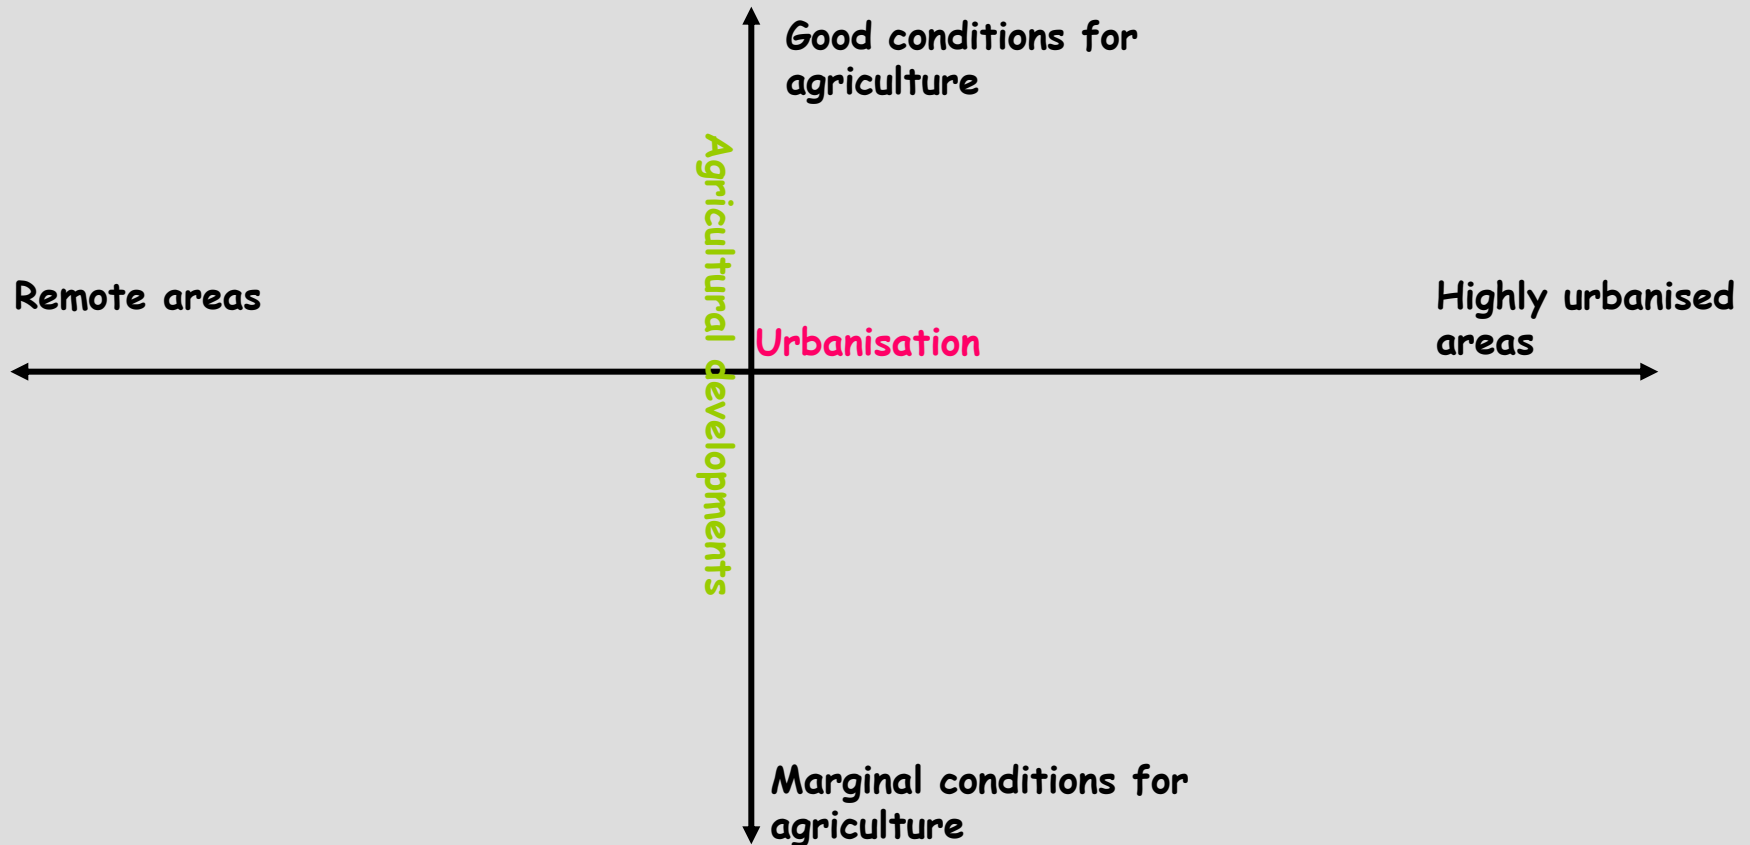 Good conditions for
agriculture
Agricultural developments
Remote areas
Highly urbanised
areas
Urbanisation
Marginal conditions for
agriculture